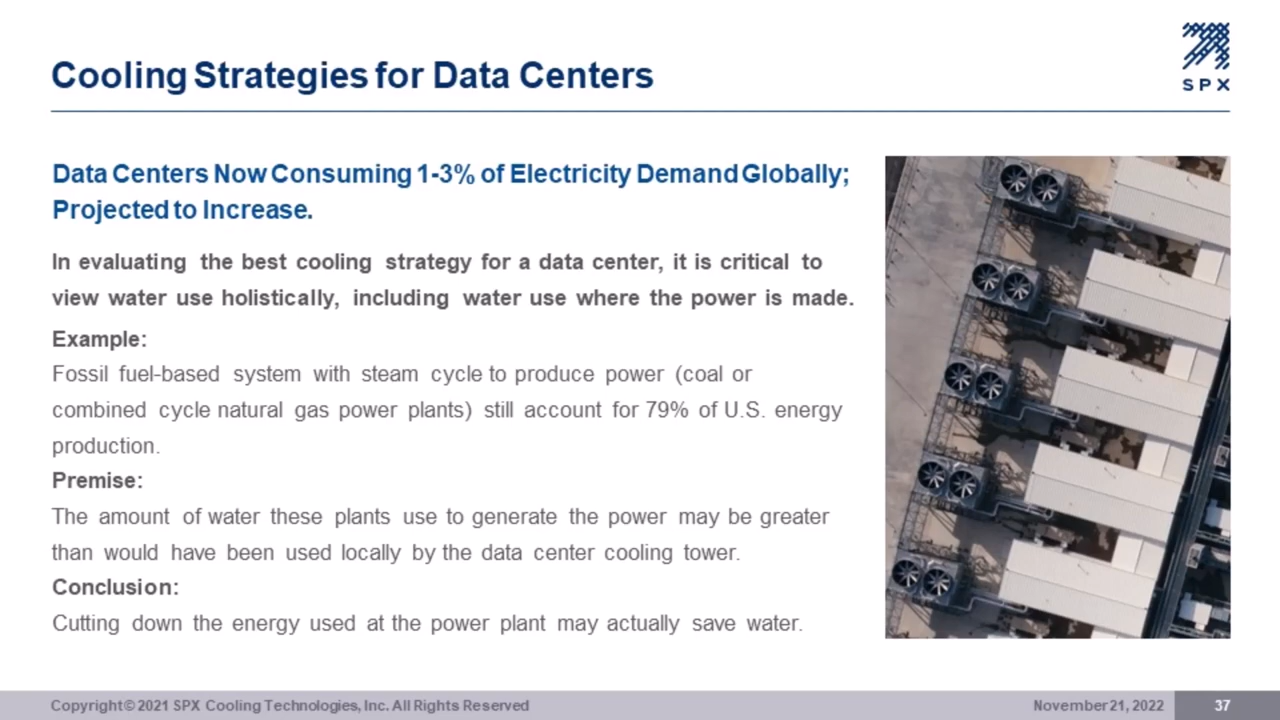 Cooling Strategies for Data Centers
SPX
Data Centers Now Consuming 1-3% of Electricity Demand Globally;
Projected to Increase.
In evaluating the best cooling strategy for a data center, it is critical to
view water use holistically, including water use where the power is made.
Example:
Fossil fuel-based system with steam cycle to produce power (coal or
combined cycle natural gas power plants) still account for 79% of U.S. energy
production.
Premise:
The amount of water these plants use to generate the power may be greater
than would have been used locally by the data center cooling tower.
Conclusion:
Cutting down the energy used at the power plant may actually save water.
Copyright© 2021 SPX Cooling Technologies, Inc. All Rights Reserved
November 21, 2022
37